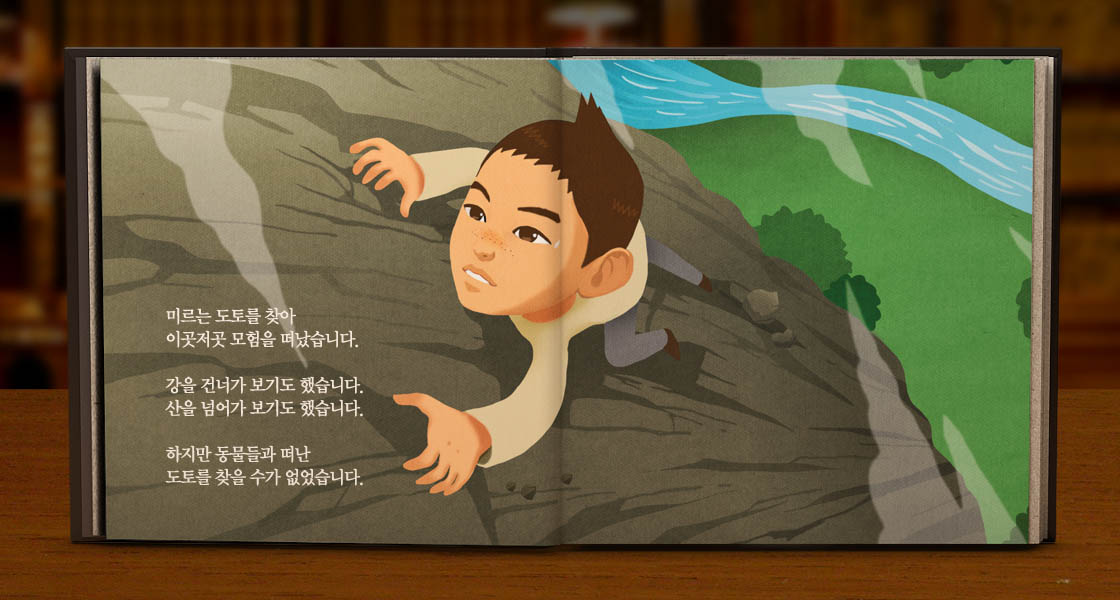 미르는 도토를 찾아
이곳저곳 모험을 떠났습니다.
강을 건너가 보기도 했습니다.
산을 넘어가 보기도 했습니다.
하지만 동물들과 떠난
도토를 찾을 수가 없었습니다.